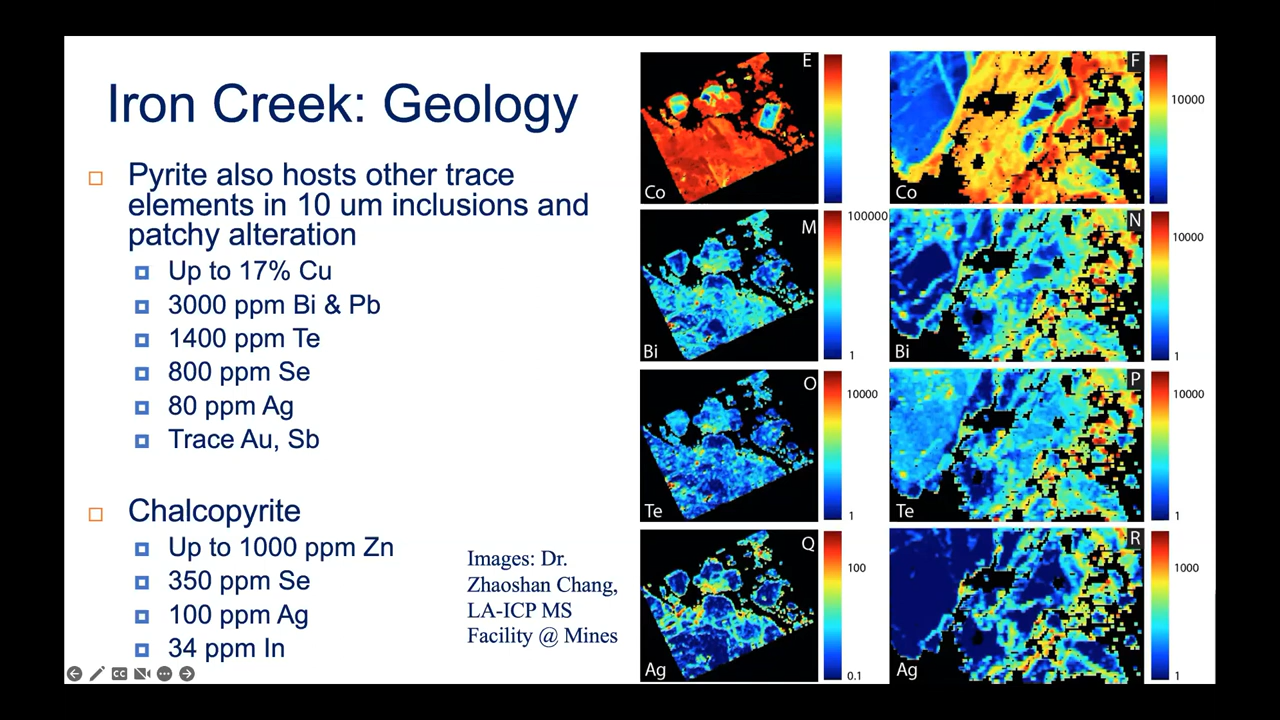 Iron Creek: Geology
Pyrite also hosts other trace
elements in 10 um inclusions and
patchy alteration
Up to 17% Cu
3000 ppm Bi & Pb
1400 ppm Te
800 ppm Se
80 ppm Ag
Trace Au, Sb
Chalcopyrite
Up to 1000 ppm Zn
350 ppm Se
100 ppm Ag
34 ppm In
Images: Dr.
Zhaoshan Chang,
LA-ICP MS
Facility @ Mines
E
Co
F
10000
Co
M
100000
Bi
1
N
10000
Bi
1
O
10000
Te
1
P
10000
Te
1
Q
100
Ag
0.1
R
1000
Ag
1
CC